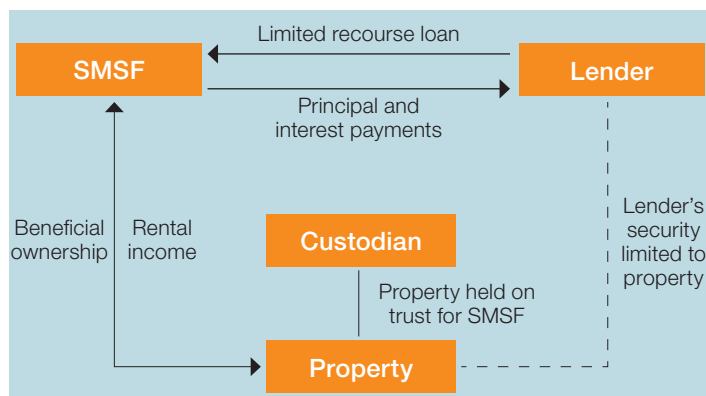 Limited recourse loan
SMSF
Lender
Principal and
interest payments
Beneficial
ownership
Rental
income
Custodian
Lender's
security
limited to
property
Property held on
trust for SMSF
Property